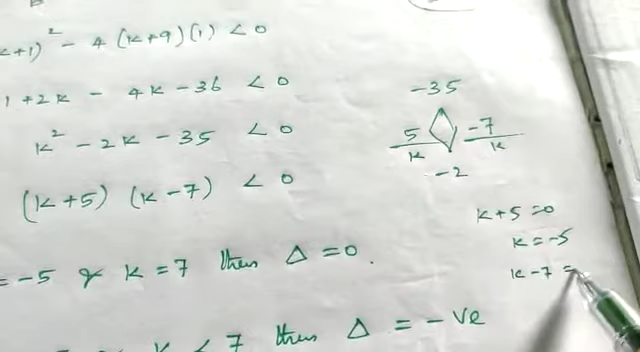 +1)² - 4 (k+9)(1) < 0
1 + 2k - 4k - 36 < 0
k² - 2k - 35 < 0
(k+5) (k-7) < 0
= -5 & k = 7 then Δ = 0.
k < 7 then Δ = - ve
-35
5/k -7/k
-2
k+5=0
k=-5
k-7=